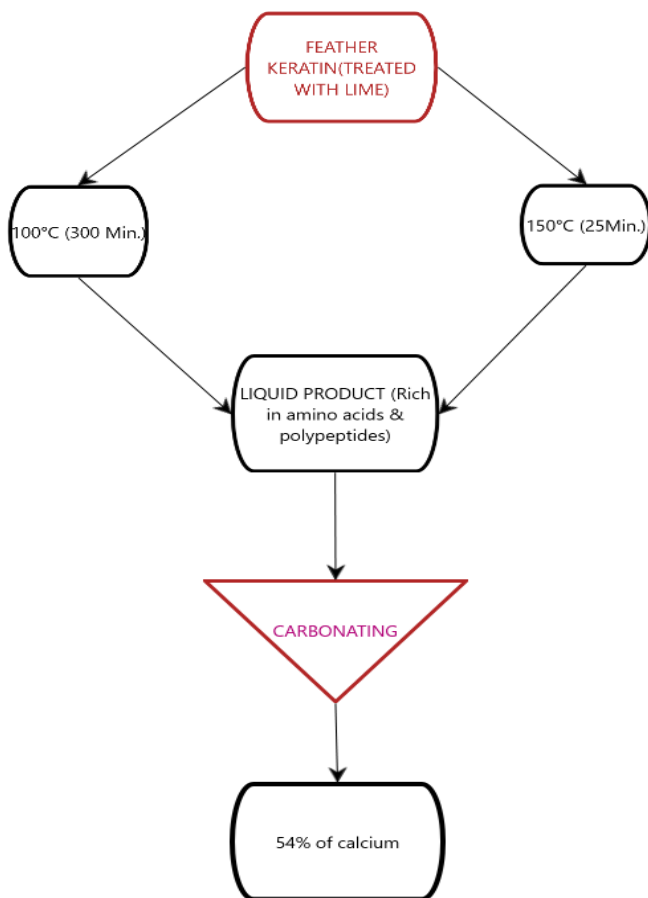 FEATHER
KERATIN(TREATED
WITH LIME)
100°C (300 Min.)
150°C (25Min.)
LIQUID PRODUCT (Rich
in amino acids &
polypeptides)
CARBONATING
54% of calcium